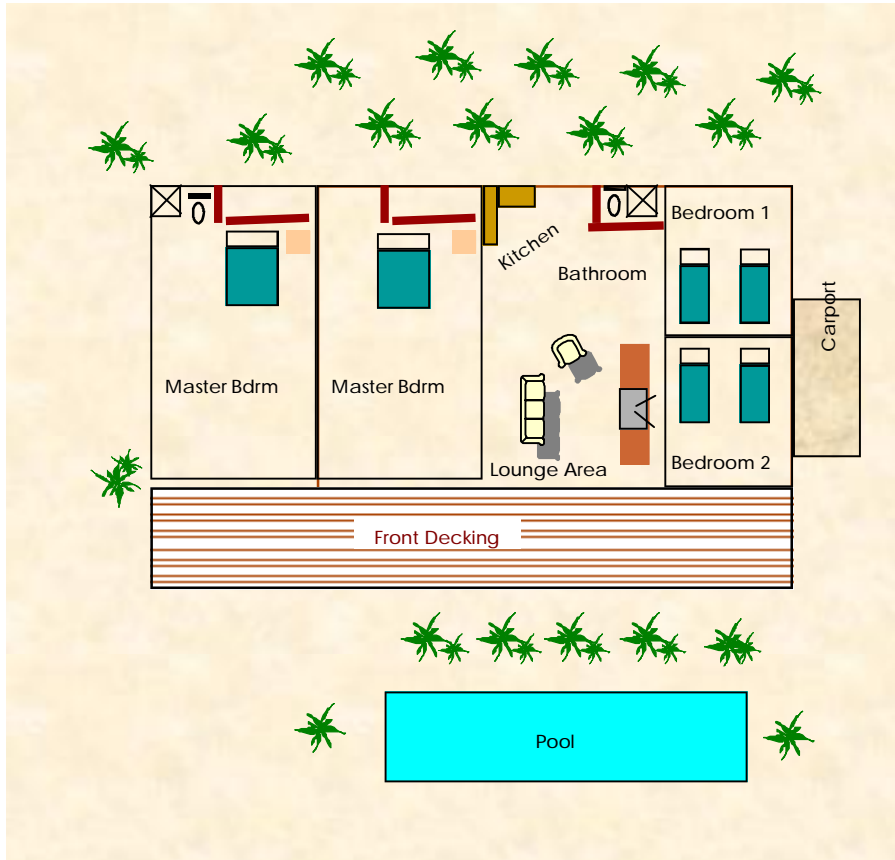 Bedroom 1
Kitchen
Bathroom
Carport
Master Bdrm
Master Bdrm
Lounge Area
Bedroom 2
Front Decking
Pool